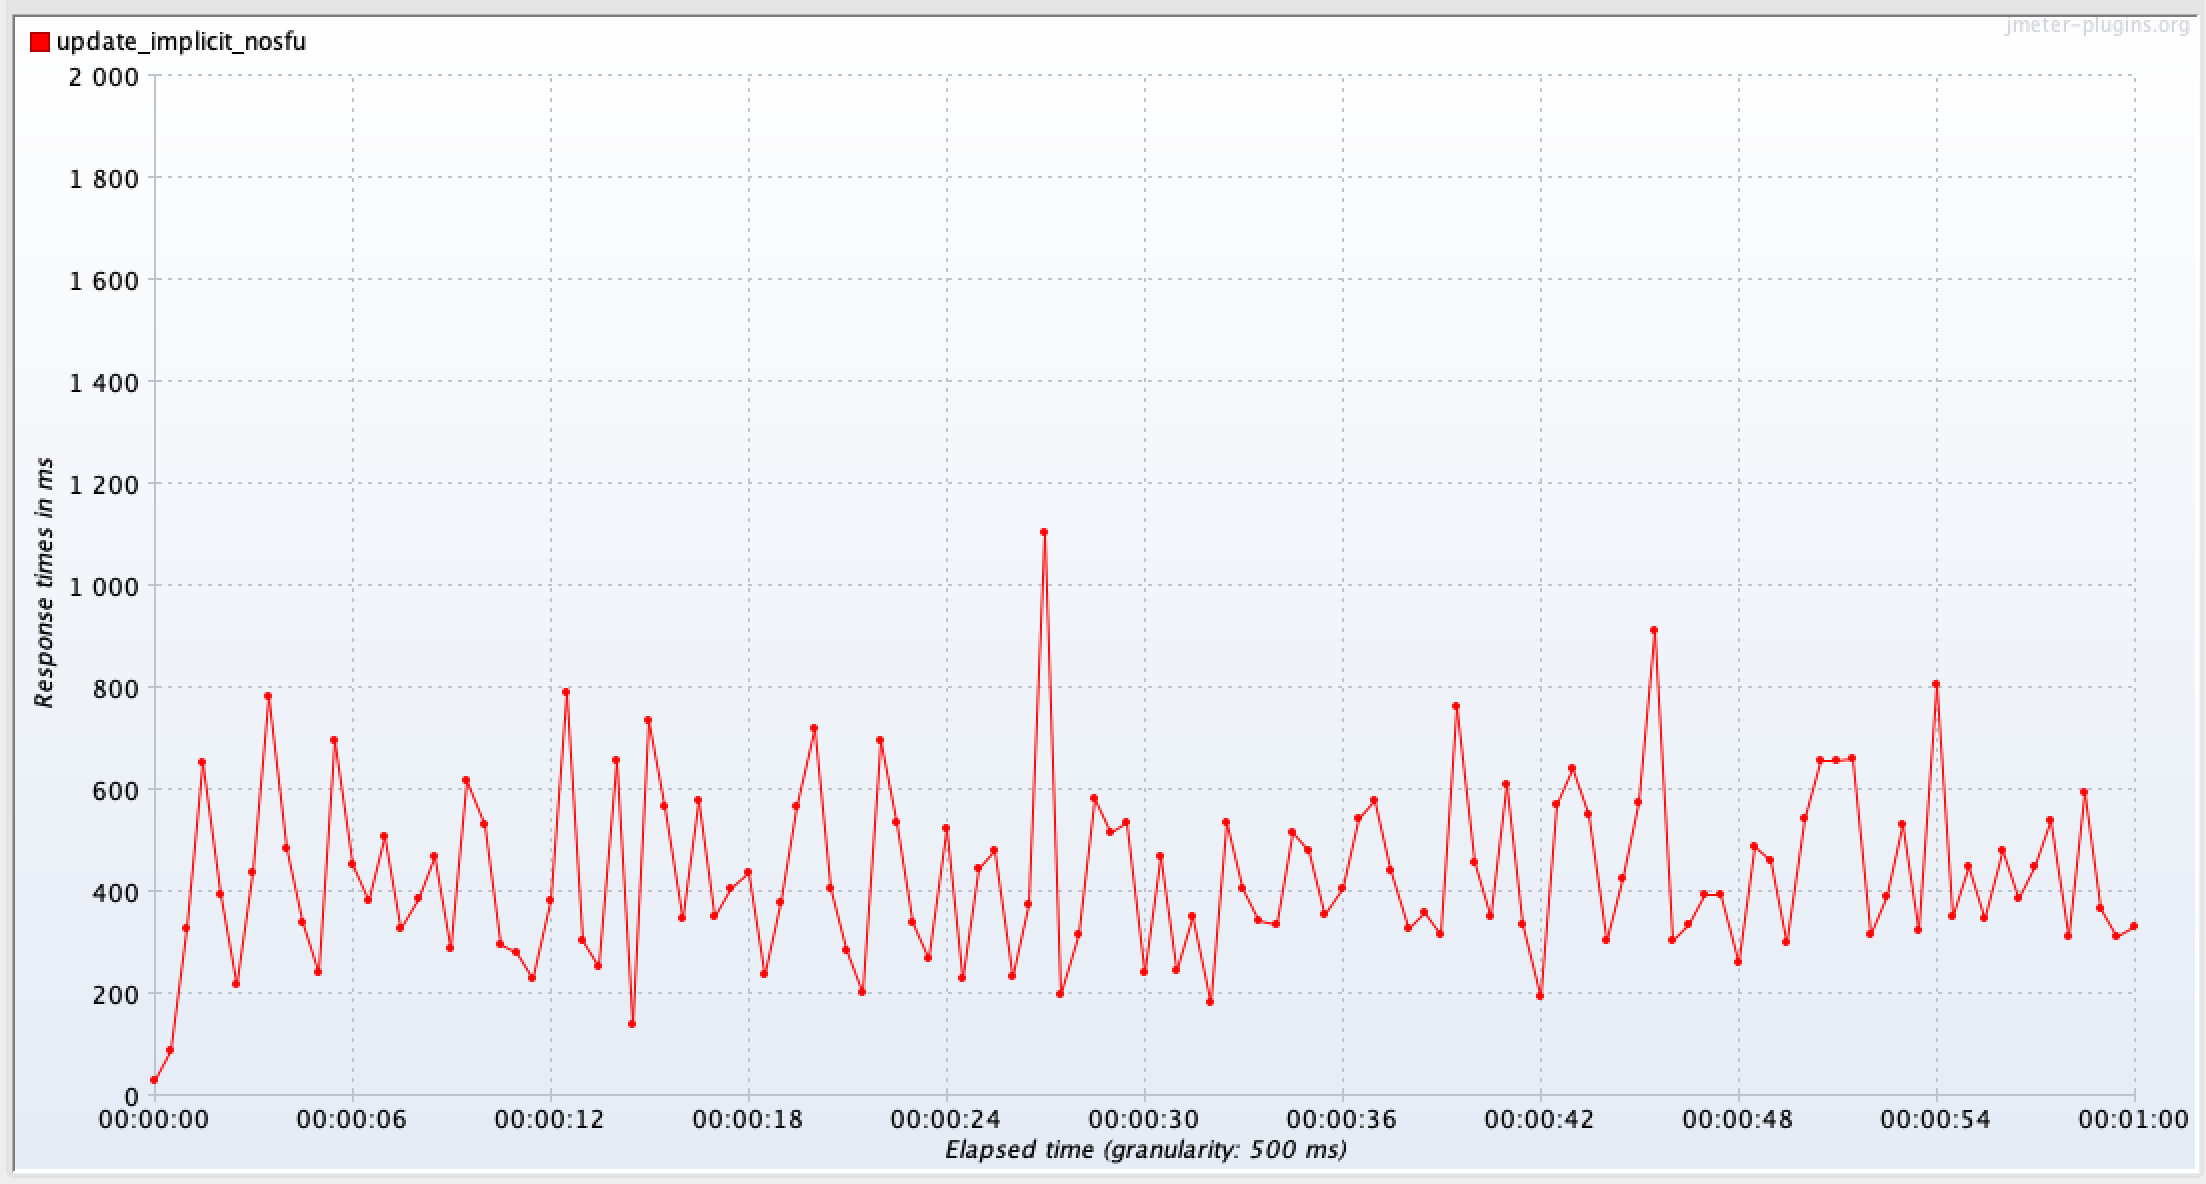 jmeter-plugins.org
update_implicit_nosfu
2 000
1 800
1 600
1 400
1 200
1 000
800
600
400
200
0
Response times in ms
00:00:00 00:00:06 00:00:12 00:00:18 00:00:24 00:00:30 00:00:36 00:00:42 00:00:48 00:00:54 00:01:00
Elapsed time (granularity: 500 ms)